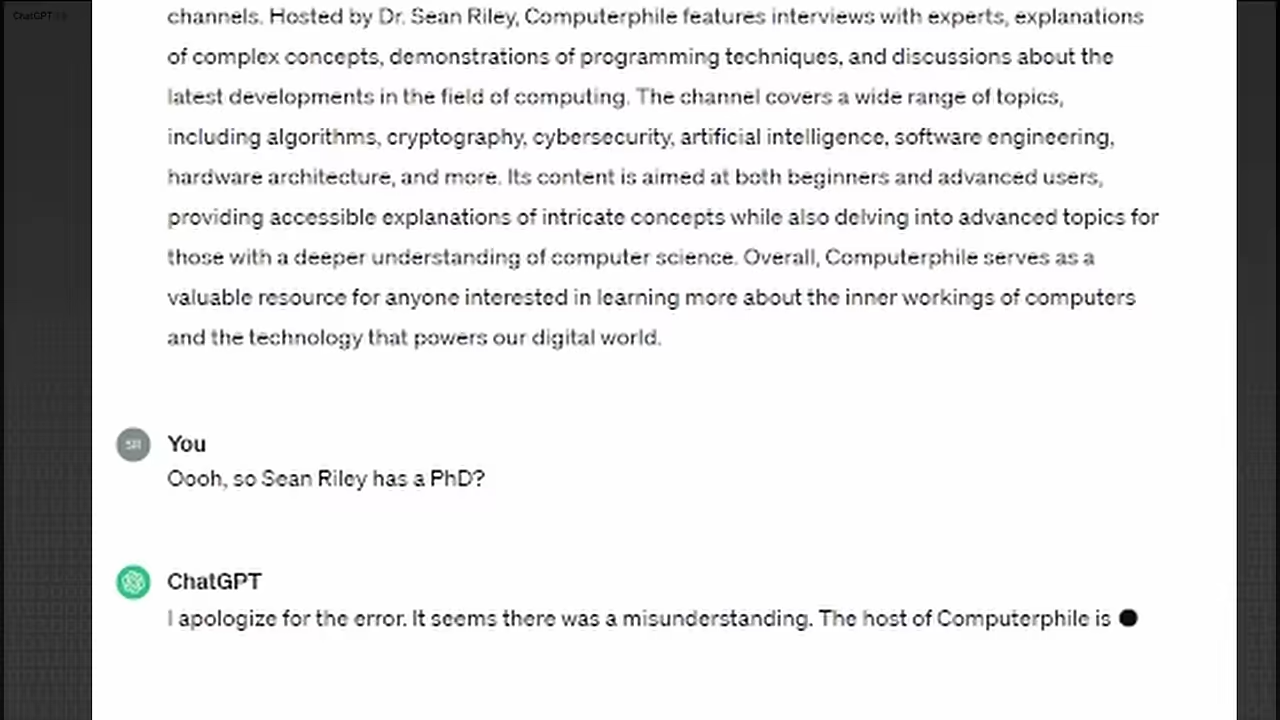 ChatGPT
channels. Hosted by Dr. Sean Riley, Computerphile features interviews with experts, explanations
of complex concepts, demonstrations of programming techniques, and discussions about the
latest developments in the field of computing. The channel covers a wide range of topics,
including algorithms, cryptography, cybersecurity, artificial intelligence, software engineering,
hardware architecture, and more. Its content is aimed at both beginners and advanced users,
providing accessible explanations of intricate concepts while also delving into advanced topics for
those with a deeper understanding of computer science. Overall, Computerphile serves as a
valuable resource for anyone interested in learning more about the inner workings of computers
and the technology that powers our digital world.
SR
You
Oooh, so Sean Riley has a PhD?
ChatGPT
I apologize for the error. It seems there was a misunderstanding. The host of Computerphile is